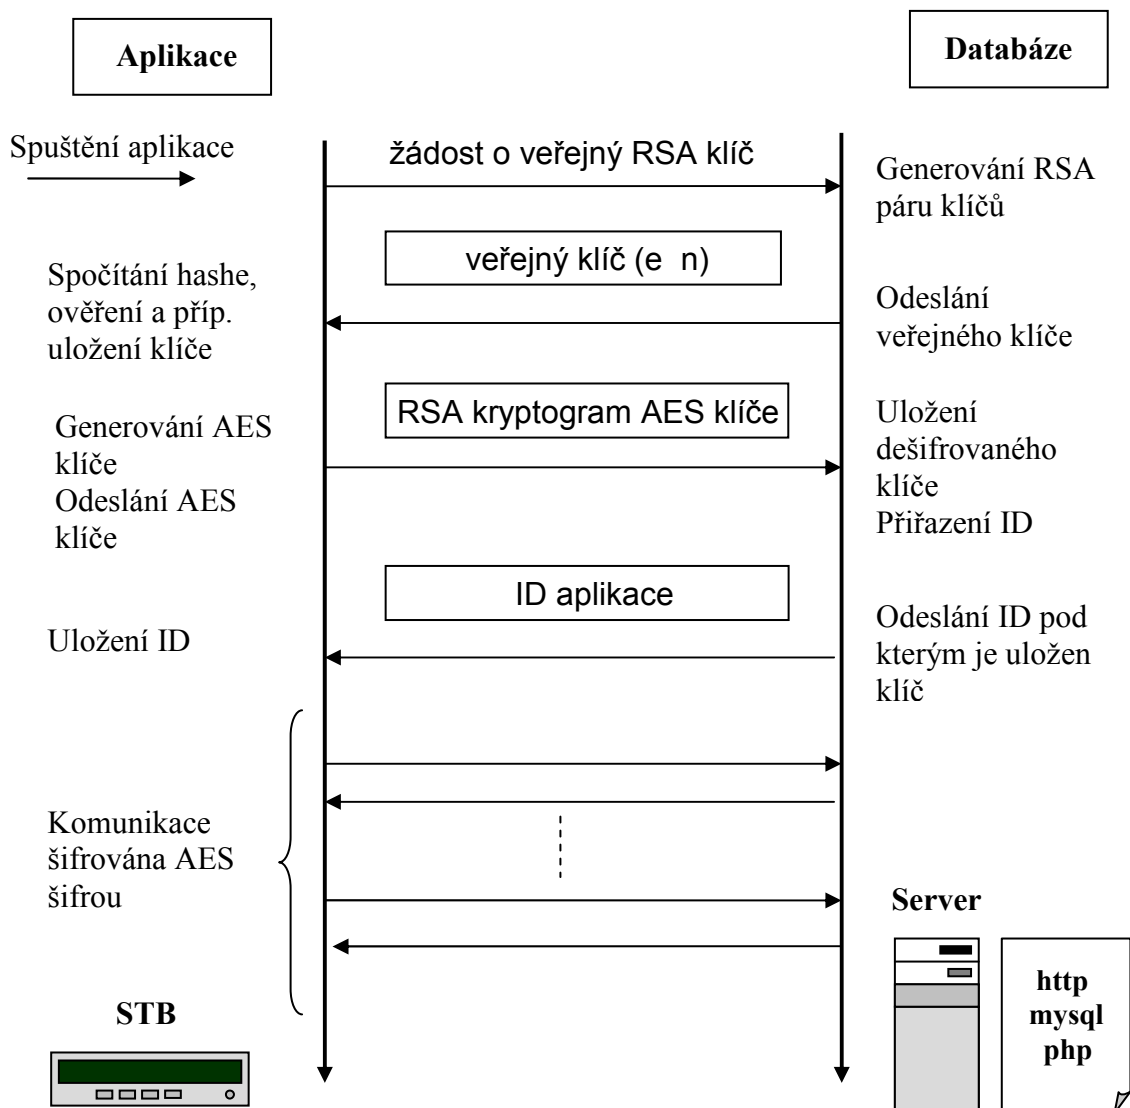 Aplikace
Databáze
Spuštění aplikace
žádost o veřejný RSA klíč
Generování RSA
páru klíčů
veřejný klíč (e n)
Spočítání hashe,
ověření a příp.
uložení klíče
Odeslání
veřejného klíče
RSA kryptogram AES klíče
Generování AES
klíče
Odeslání AES
klíče
Uložení
dešifrovaného
klíče
Přiřazení ID
ID aplikace
Uložení ID
Odeslání ID pod
kterým je uložen
klíč
Komunikace
šifrována AES
šifrou
Server
STB
http
mysql
php